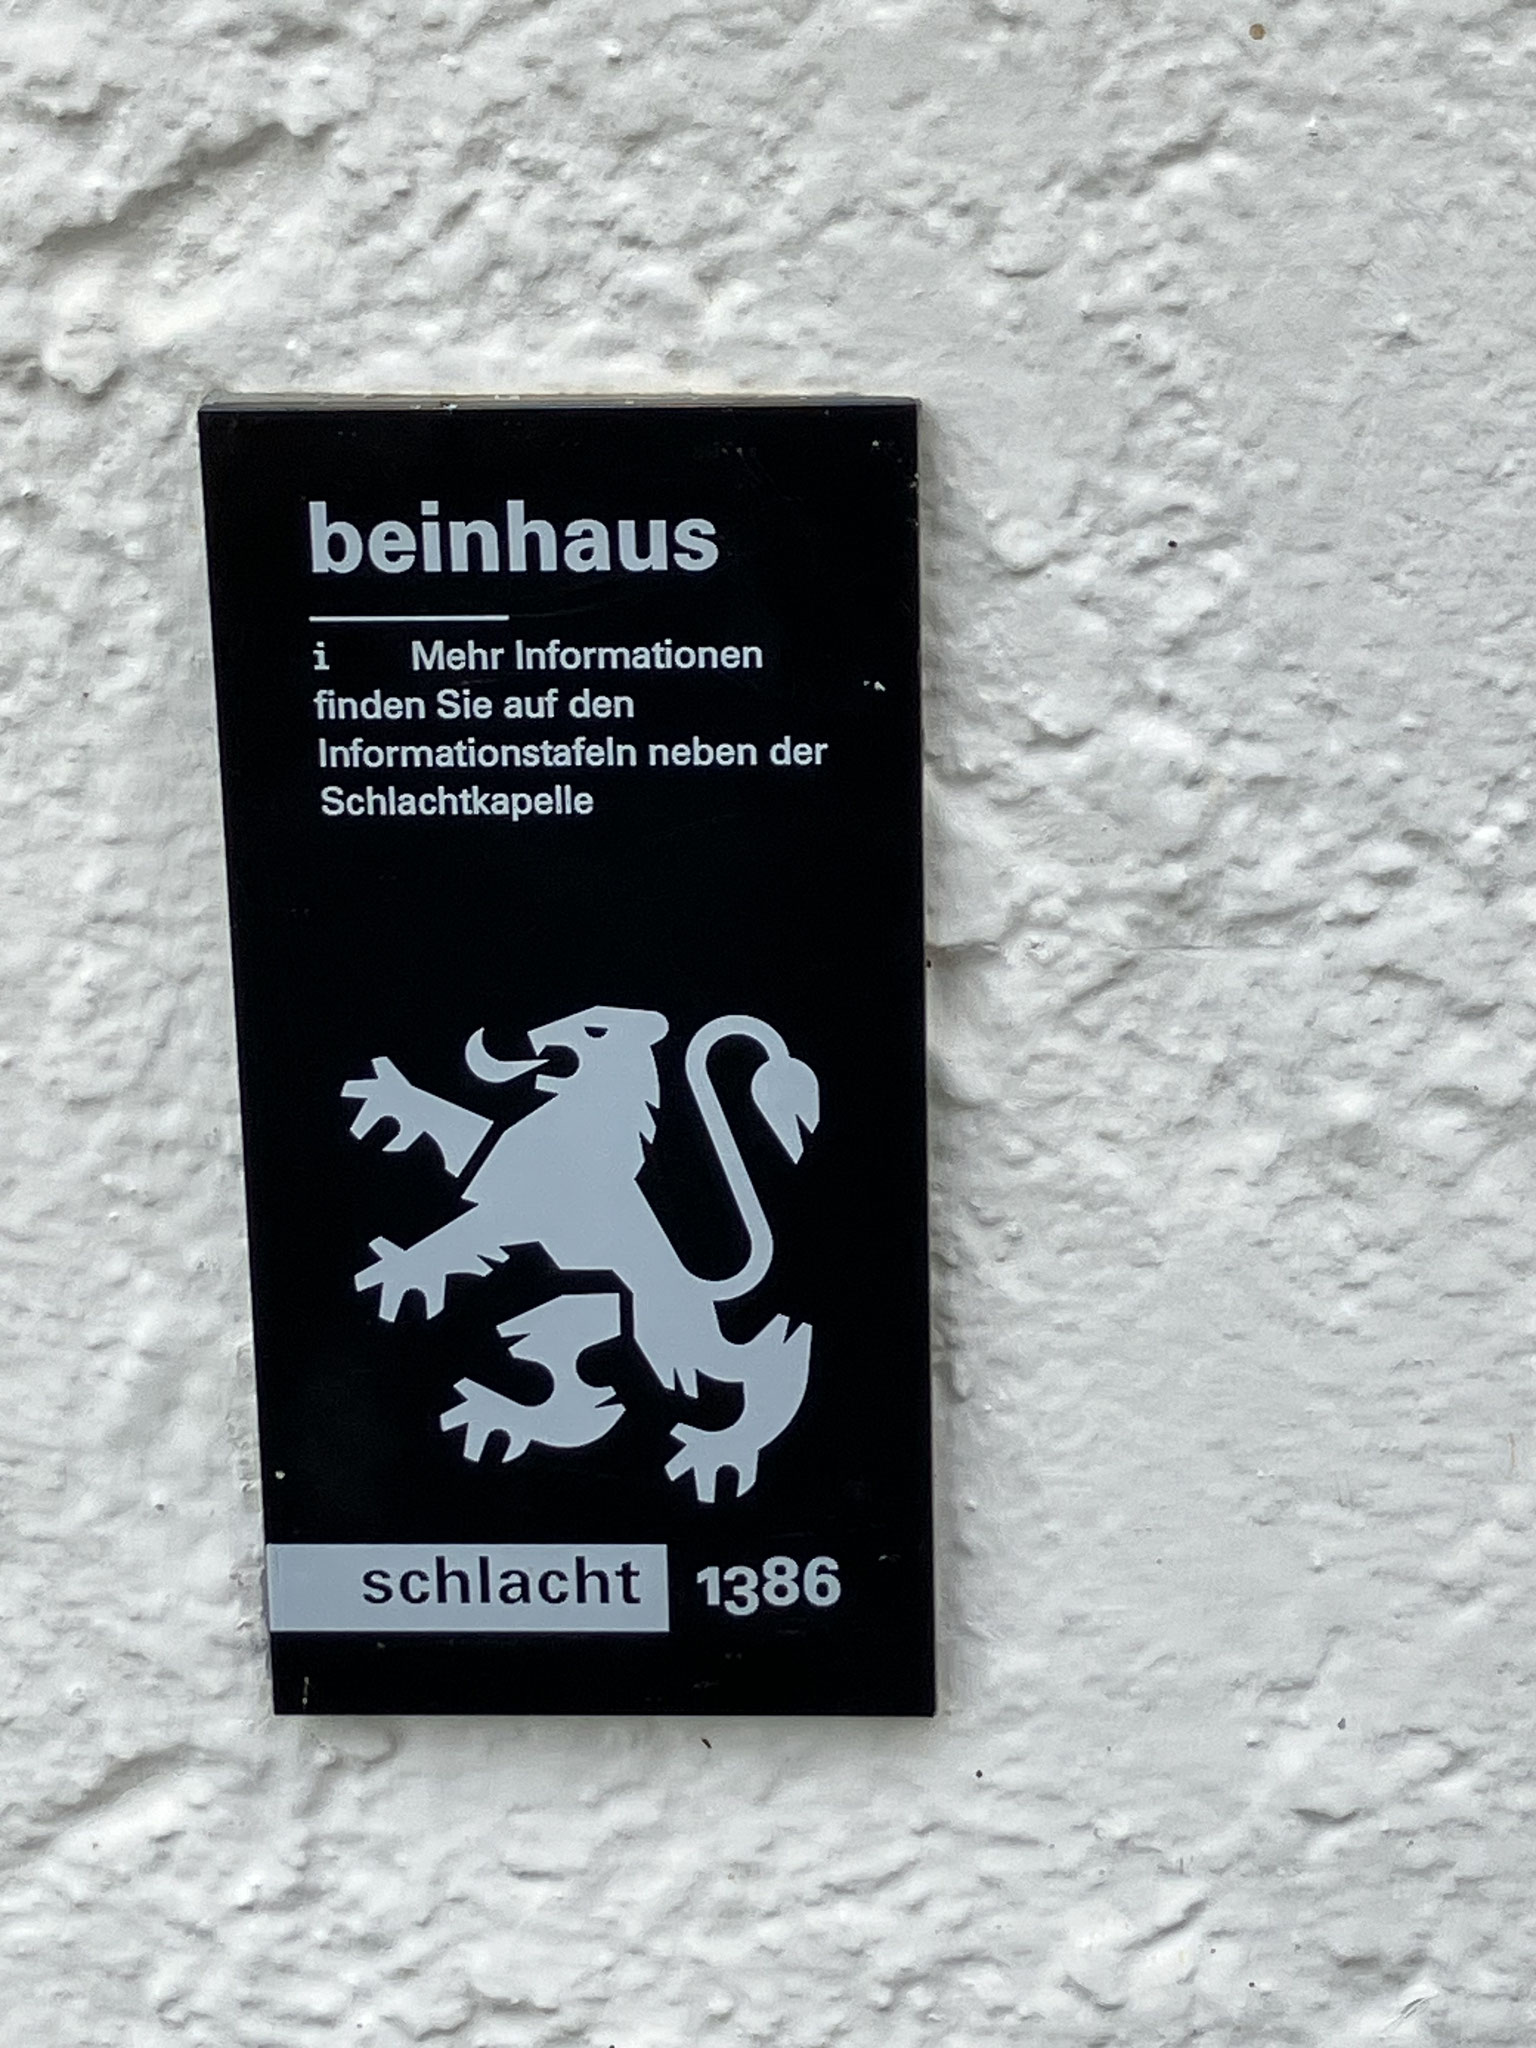 beinhaus
i Mehr Informationen
finden Sie auf den
Informationstafeln neben der
Schlachtkapelle
schlacht 1386